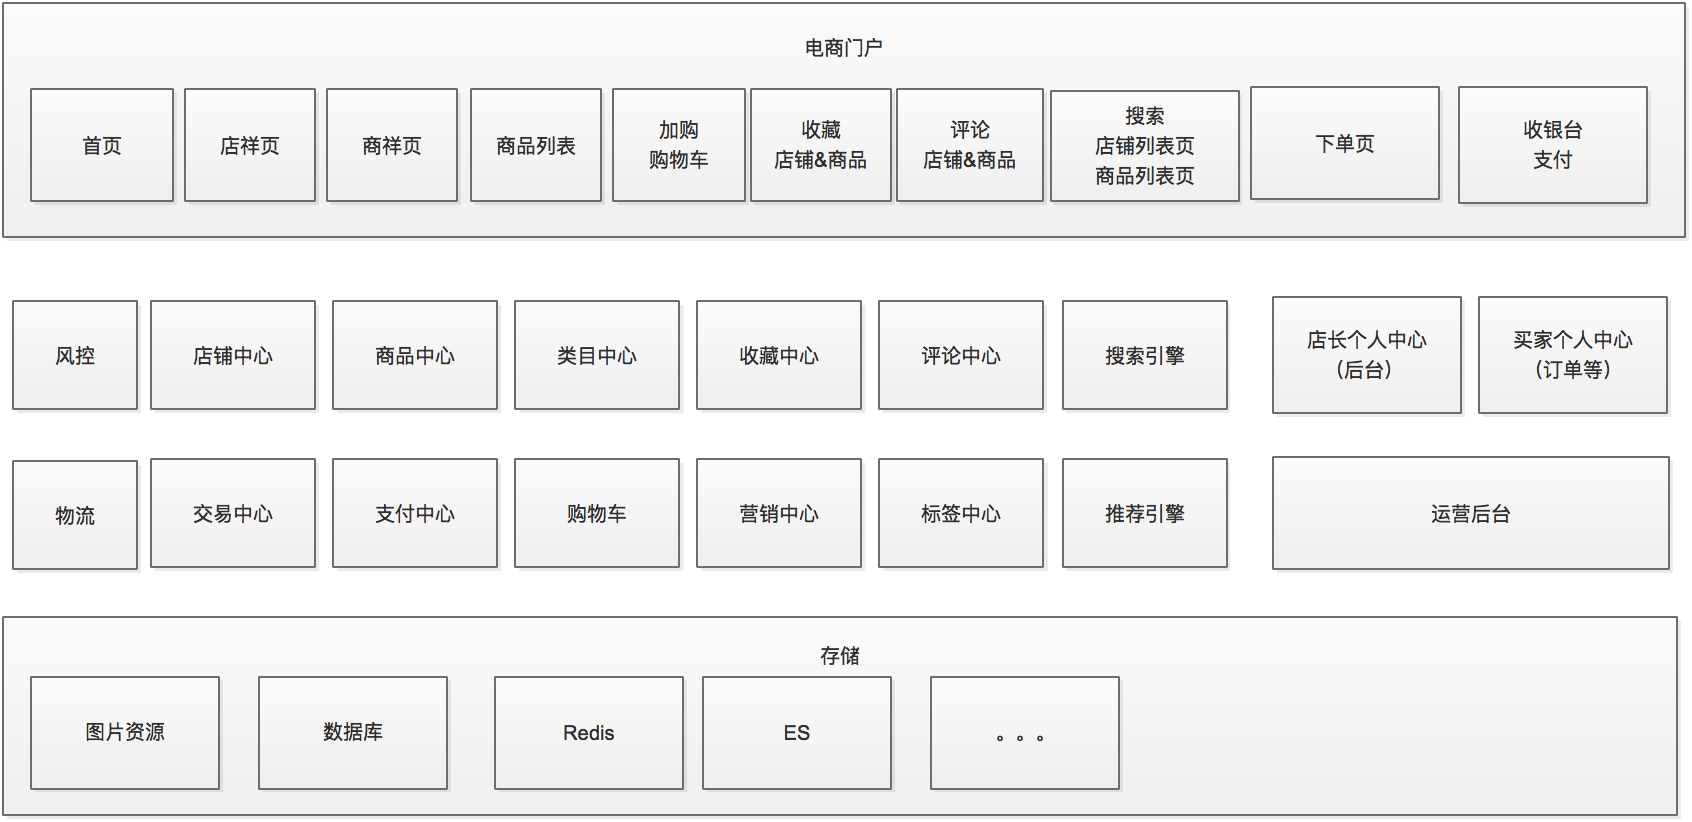 电商门户
首页
店祥页
商祥页
商品列表
加购
购物车
收藏
店铺&商品
评论
店铺&商品
搜索
店铺列表页
商品列表页
下单页
收银台
支付
风控
店铺中心
商品中心
类目中心
收藏中心
评论中心
搜索引擎
店长个人中心
(后台)
买家个人中心
(订单等)
物流
交易中心
支付中心
购物车
营销中心
标签中心
推荐引擎
运营后台
存储
图片资源
数据库
Redis
ES
。。。